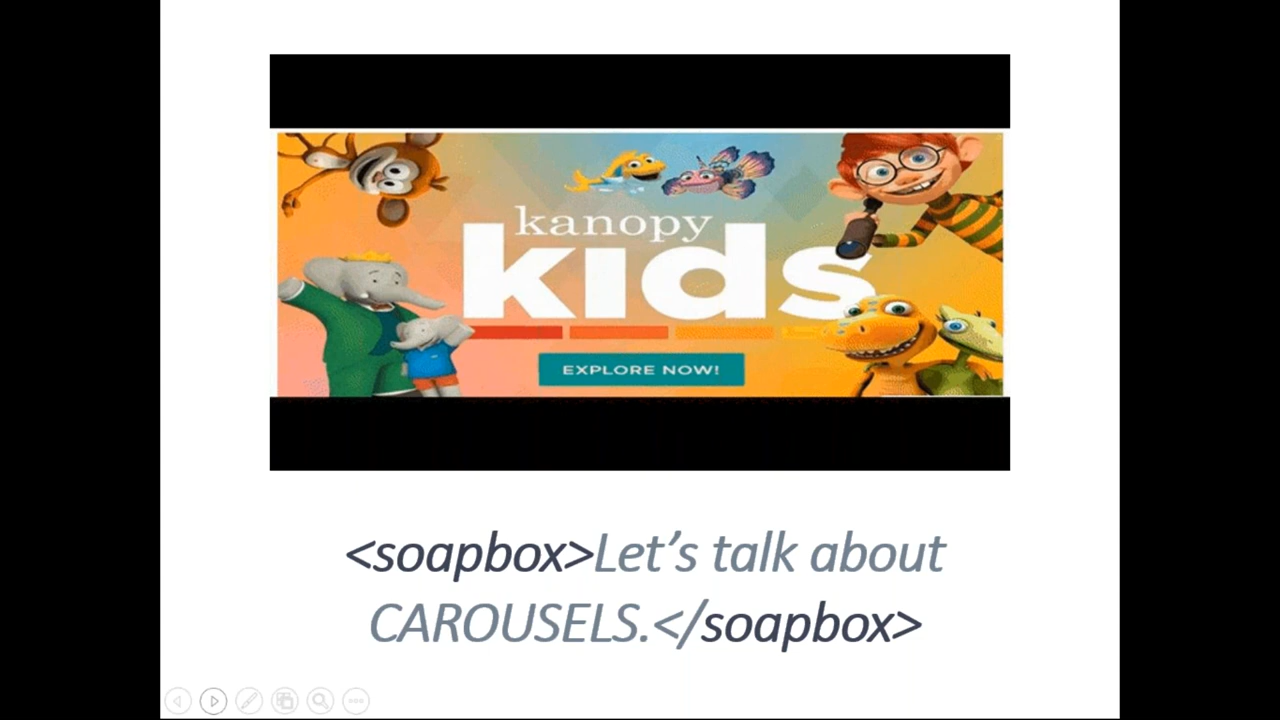 kanopy
kids
EXPLORE NOW!
<soapbox>Let’s talk about
CAROUSELS.</soapbox>